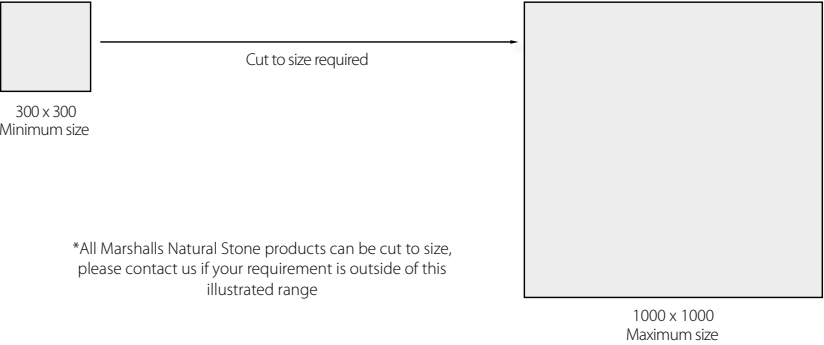 Cut to size required
300 x 300
Minimum size
*All Marshalls Natural Stone products can be cut to size,
please contact us if your requirement is outside of this
illustrated range
1000 x 1000
Maximum size